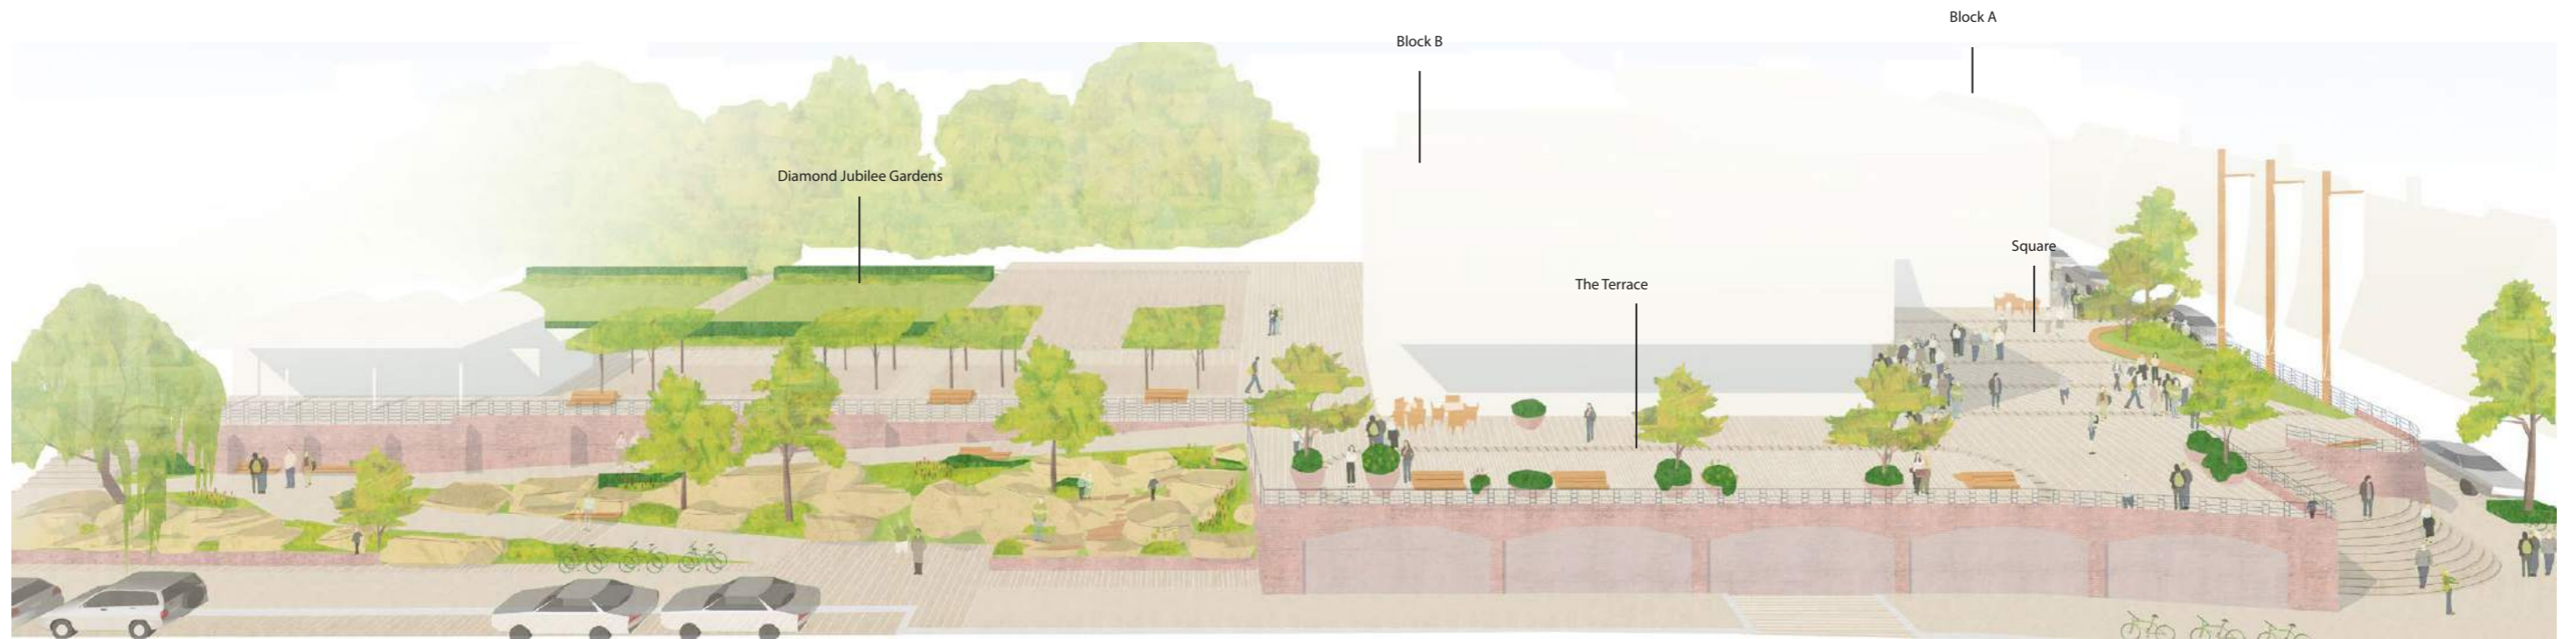 Block A
Block B
Diamond Jubilee Gardens
Square
The Terrace